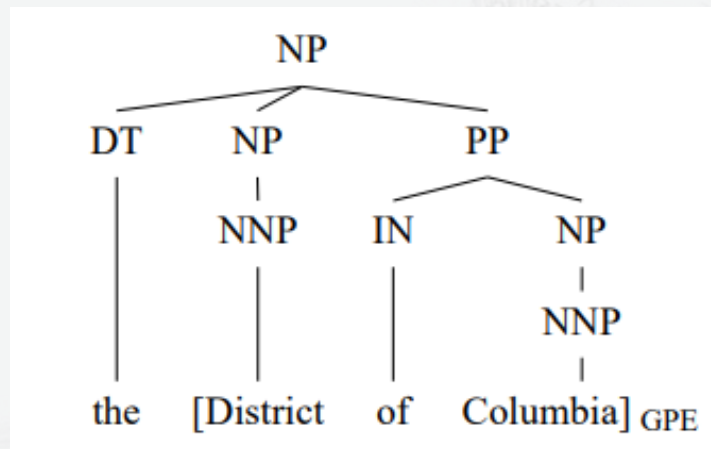 NP
DT NP PP
NNP IN NP
NNP
the [District of Columbia] GPE